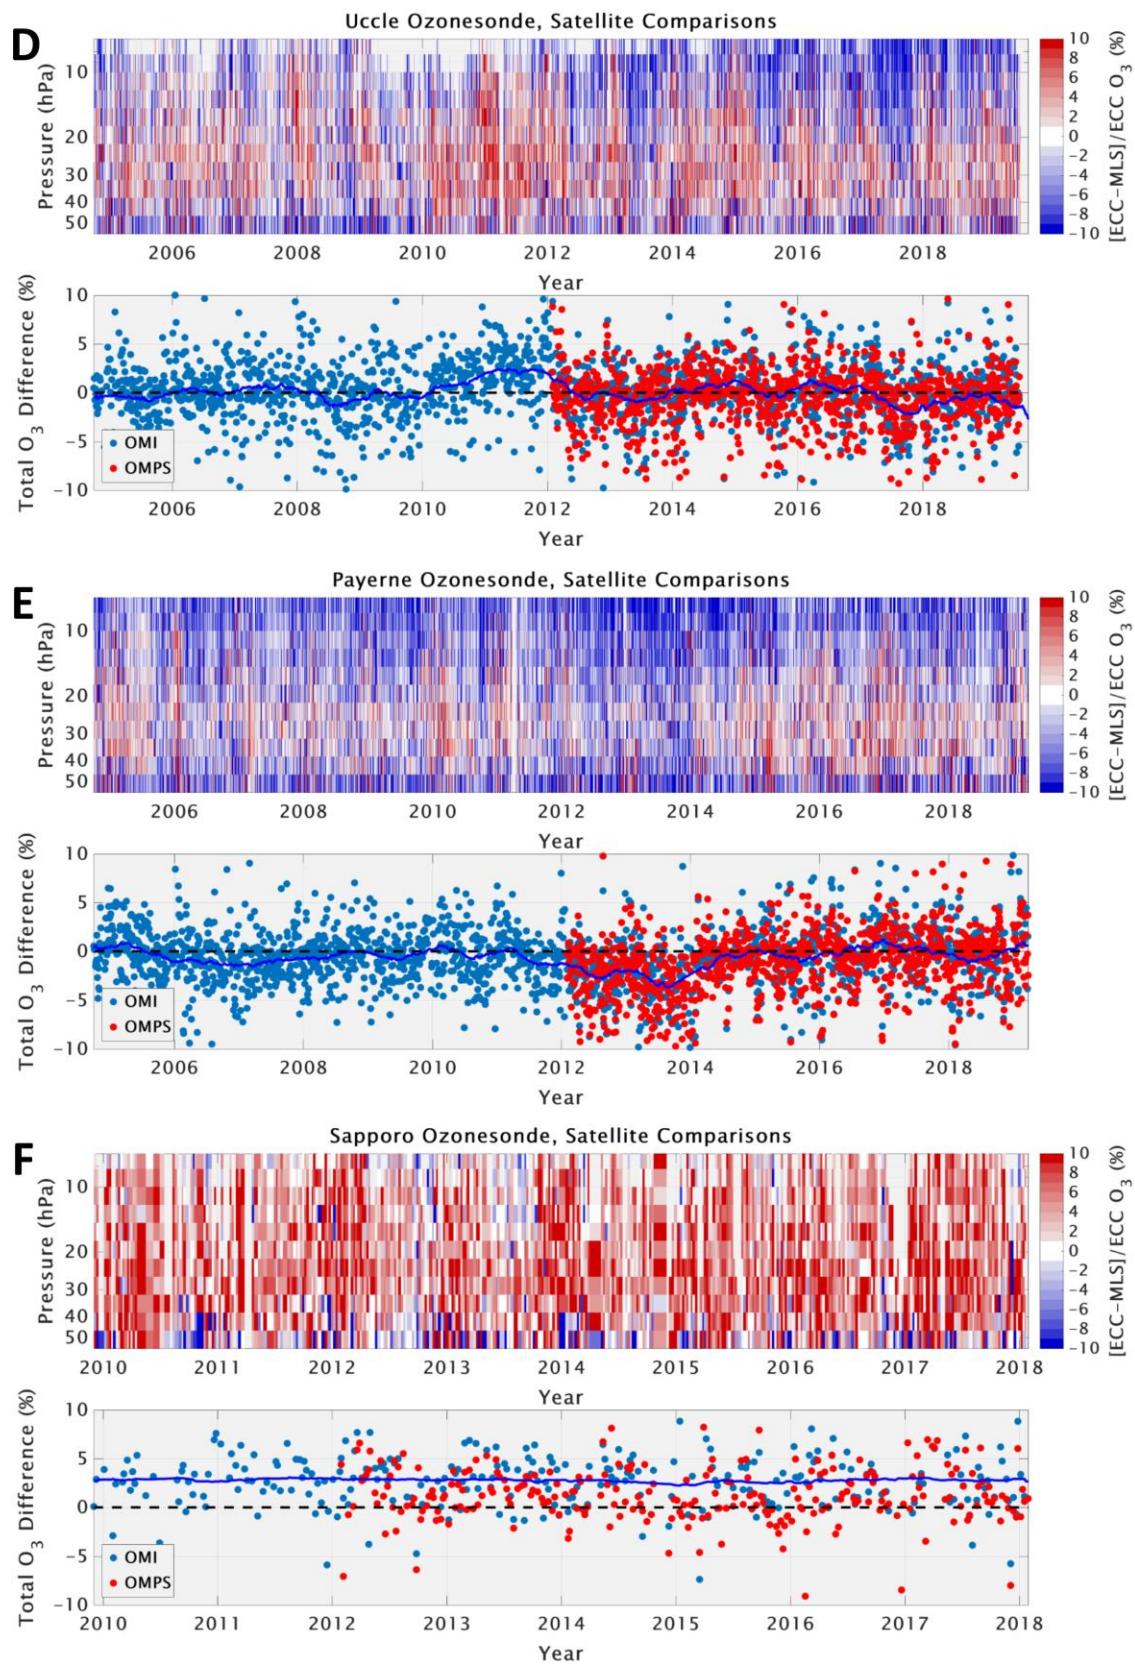 D
Uccle Ozonesonde, Satellite Comparisons
Pressure (hPa)
10
20
30
40
50
2006 2008 2010 2012 2014 2016 2018
Year
10
8
6
4
2
0
−2
−4
−6
−8
−10
[ECC−MLS]/ECC O3 (%)
Total O3 Difference (%)
10
5
0
−5
−10
OMI
OMPS
2006 2008 2010 2012 2014 2016 2018
Year
E
Payerne Ozonesonde, Satellite Comparisons
Pressure (hPa)
10
20
30
40
50
2006 2008 2010 2012 2014 2016 2018
Year
10
8
6
4
2
0
−2
−4
−6
−8
−10
[ECC−MLS]/ECC O3 (%)
Total O3 Difference (%)
10
5
0
−5
−10
OMI
OMPS
2006 2008 2010 2012 2014 2016 2018
Year
F
Sapporo Ozonesonde, Satellite Comparisons
Pressure (hPa)
10
20
30
40
50
2010 2011 2012 2013 2014 2015 2016 2017 2018
Year
10
8
6
4
2
0
−2
−4
−6
−8
−10
[ECC−MLS]/ECC O3 (%)
Total O3 Difference (%)
10
5
0
−5
−10
OMI
OMPS
2010 2011 2012 2013 2014 2015 2016 2017 2018
Year